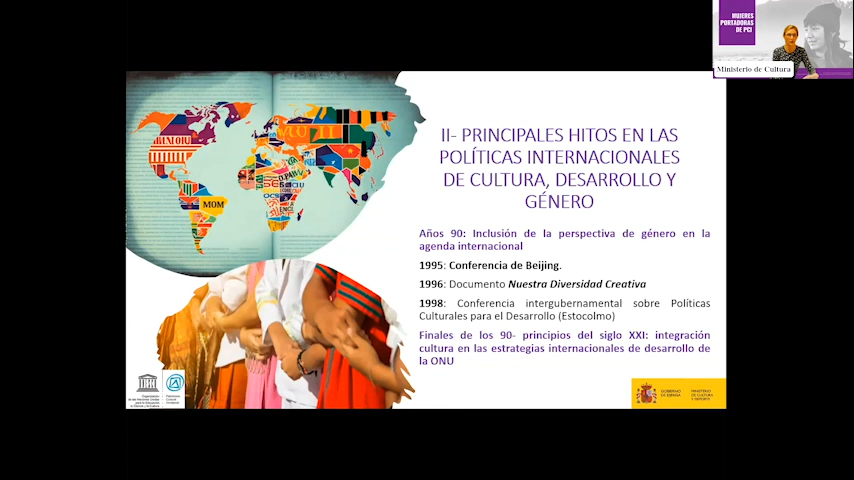 MUJERES
PORTADORAS
DE PCI
Ministerio de Cultura
II- PRINCIPALES HITOS EN LAS
POLÍTICAS INTERNACIONALES
DE CULTURA, DESARROLLO Y
GÉNERO
Años 90: Inclusión de la perspectiva de género en la
agenda internacional
1995: Conferencia de Beijing.
1996: Documento Nuestra Diversidad Creativa
1998: Conferencia intergubernamental sobre Políticas
Culturales para el Desarrollo (Estocolmo)
Finales de los 90- principios del siglo XXI: integración
cultura en las estrategias internacionales de desarrollo de
la ONU
MOM
GOBIERNO
DE ESPAÑA
MINISTERIO
DE CULTURA
Y DEPORTE